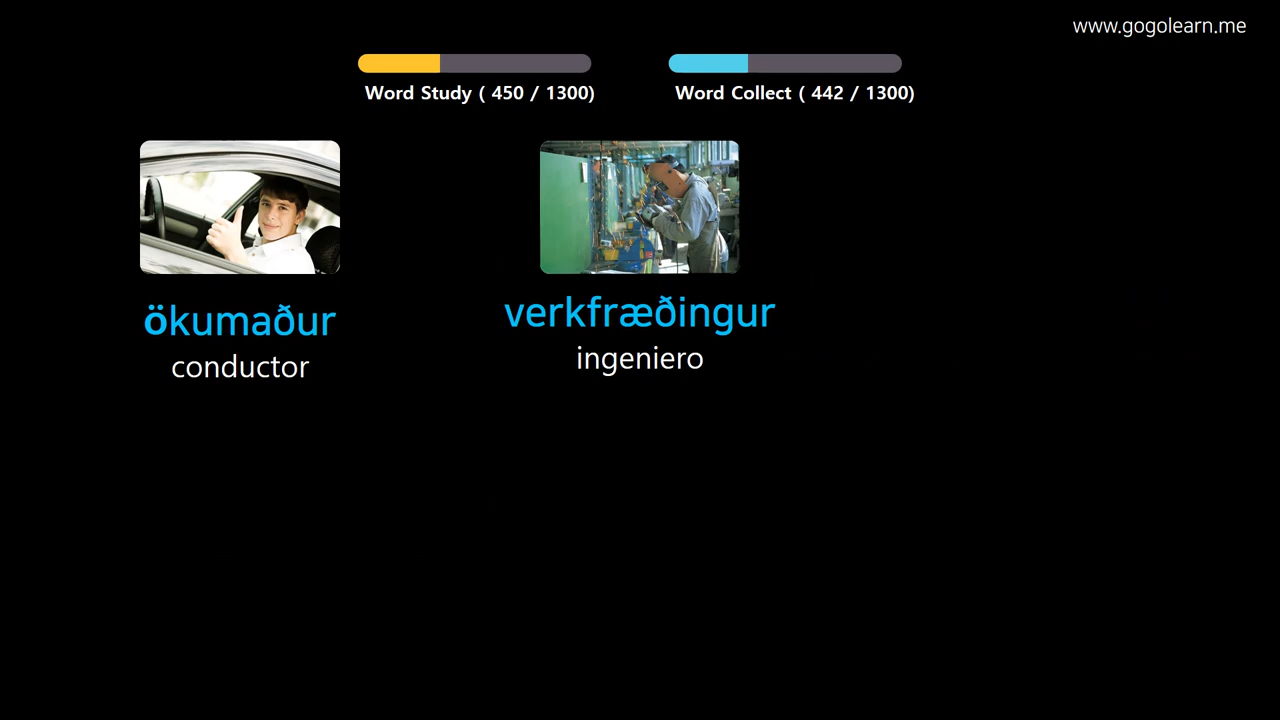 www.gogolearn.me
Word Study ( 450 / 1300)
Word Collect ( 442 / 1300)
ökumaður
conductor
verkfræðingur
ingeniero